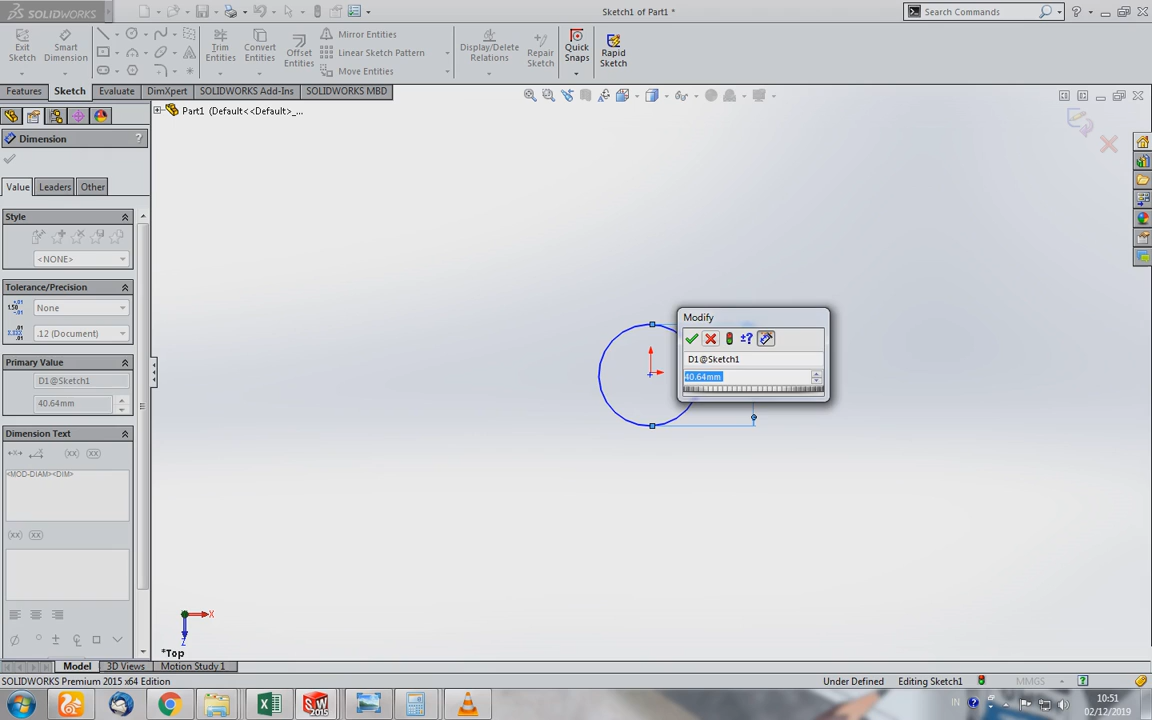 SOLIDWORKS
Sketch1 of Part1 *
Search Commands
Exit Sketch
Smart Dimension
Trim Entities
Convert Entities
Offset Entities
Mirror Entities
Linear Sketch Pattern
Move Entities
Display/Delete Relations
Repair Sketch
Quick Snaps
Rapid Sketch
Features
Sketch
Evaluate
DimXpert
SOLIDWORKS Add-Ins
SOLIDWORKS MBD
Part1 (Default<<Default>_...
Dimension
?
Value
Leaders
Other
Style
<NONE>
Tolerance/Precision
None
.12 (Document)
Primary Value
D1@Sketch1
40.64mm
Dimension Text
<MOD-DIAM><DIM>
Modify
D1@Sketch1
40.64mm
X
Z
*Top
Model
3D Views
Motion Study 1
SOLIDWORKS Premium 2015 x64 Edition
Under Defined
Editing Sketch1
MMGS
IN
10:51
02/12/2019